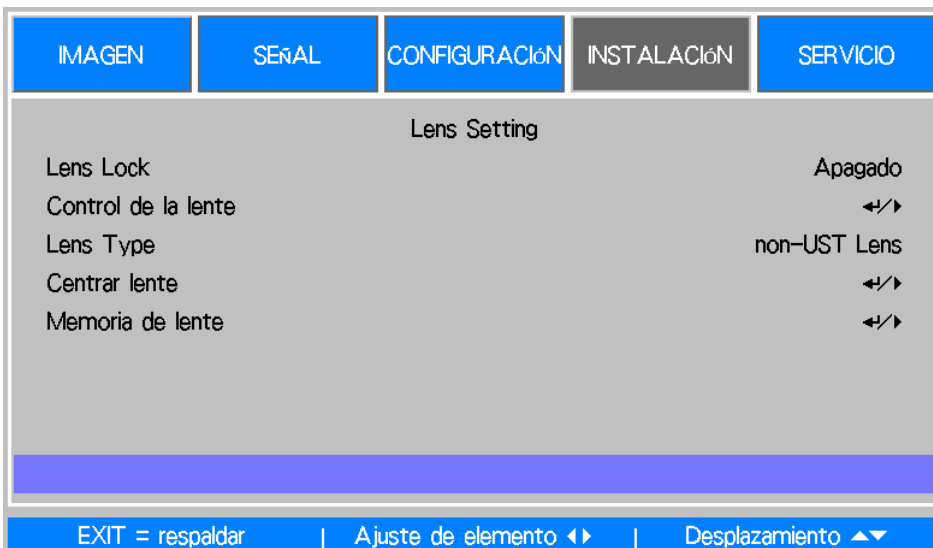 IMAGEN SEñAL CONFIGURACIóN INSTALACIóN SERVICIO
Lens Setting
Lens Lock Apagado
Control de la lente ↵/▶
Lens Type non-UST Lens
Centrar lente ↵/▶
Memoria de lente ↵/▶
EXIT = respaldar | Ajuste de elemento ◀▶ | Desplazamiento ▲▼